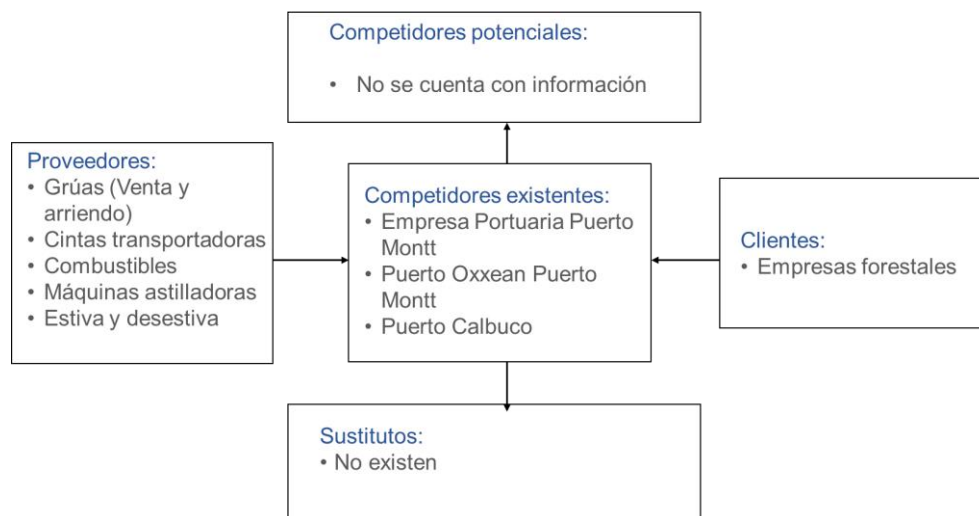 Competidores potenciales:
• No se cuenta con información
Proveedores:
• Grúas (Venta y
arriendo)
• Cintas transportadoras
• Combustibles
• Máquinas astilladoras
• Estiva y desestiva
Competidores existentes:
• Empresa Portuaria Puerto
Montt
• Puerto Oxxean Puerto
Montt
• Puerto Calbuco
Clientes:
• Empresas forestales
Sustitutos:
• No existen